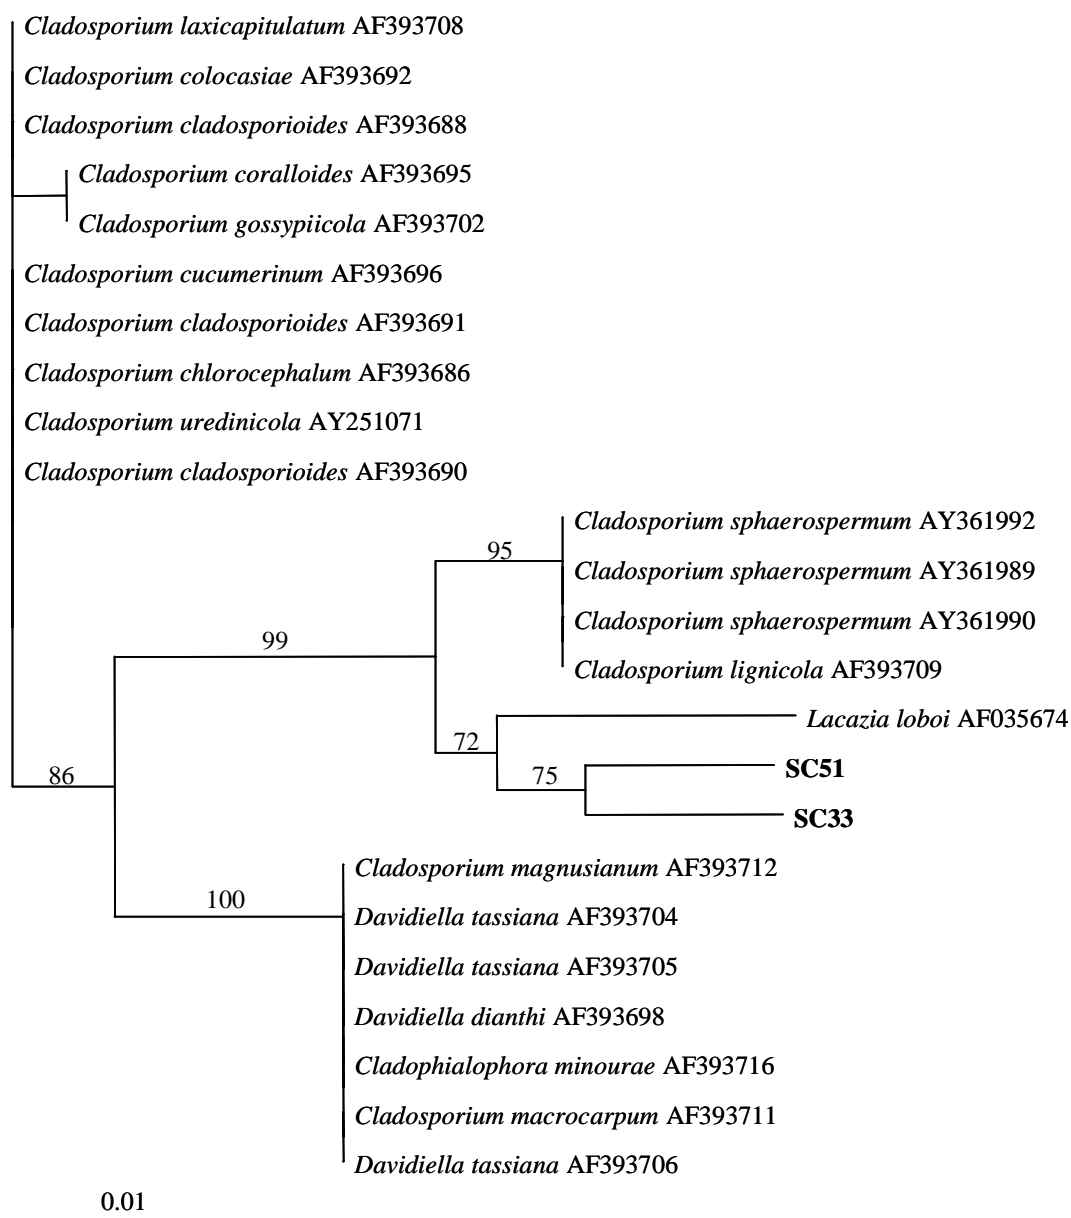 Cladosporium laxicapitulatum AF393708
Cladosporium colocasiae AF393692
Cladosporium cladosporioides AF393688
Cladosporium coralloides AF393695
Cladosporium gossypiicola AF393702
Cladosporium cucumerinum AF393696
Cladosporium cladosporioides AF393691
Cladosporium chlorocephalum AF393686
Cladosporium uredinicola AY251071
Cladosporium cladosporioides AF393690
Cladosporium sphaerospermum AY361992
95
Cladosporium sphaerospermum AY361989
Cladosporium sphaerospermum AY361990
99
Cladosporium lignicola AF393709
Lacazia loboi AF035674
72
SC51
86
75
SC33
Cladosporium magnusianum AF393712
100
Davidiella tassiana AF393704
Davidiella tassiana AF393705
Davidiella dianthi AF393698
Cladophialophora minourae AF393716
Cladosporium macrocarpum AF393711
Davidiella tassiana AF393706
0.01